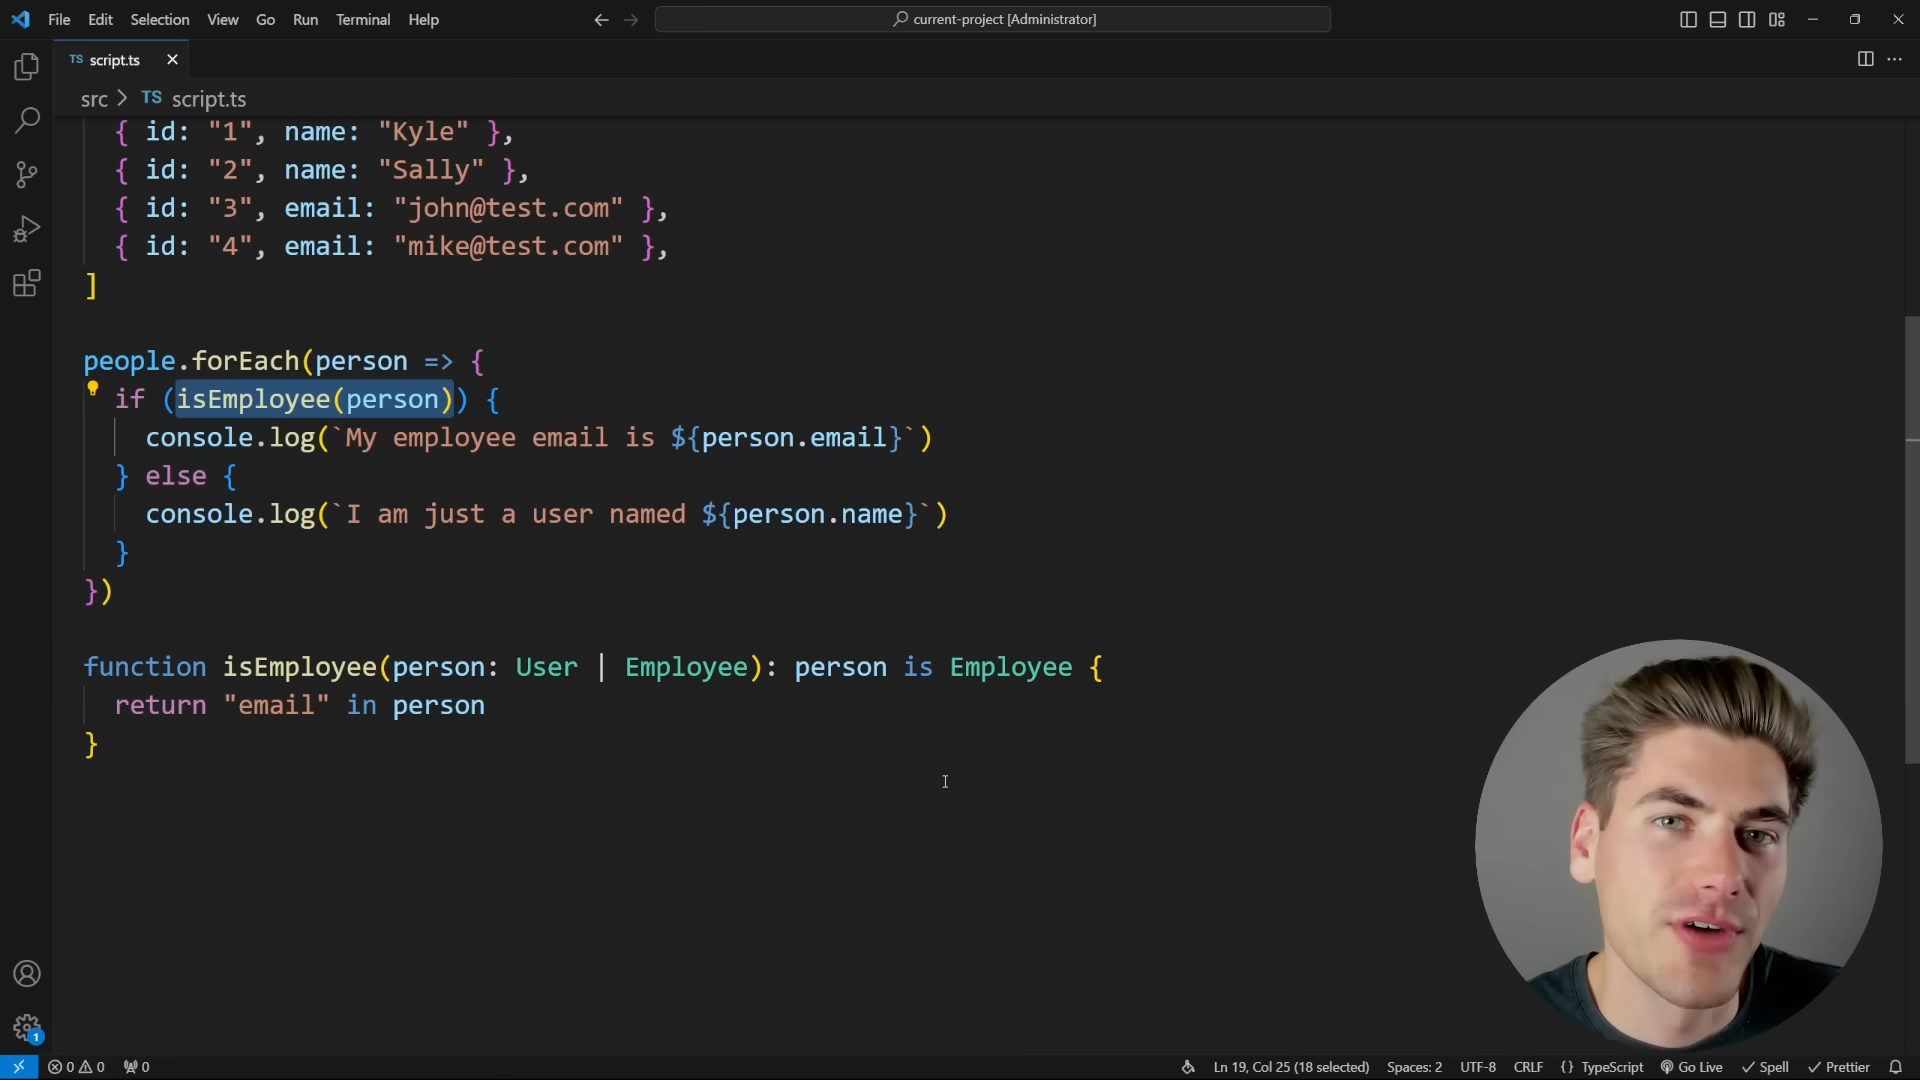 File Edit Selection View Go Run Terminal Help
current-project [Administrator]
TS script.ts
src > TS script.ts
{ id: "1", name: "Kyle" },
{ id: "2", name: "Sally" },
{ id: "3", email: "john@test.com" },
{ id: "4", email: "mike@test.com" },
]
people.forEach(person => {
if (isEmployee(person)) {
console.log(`My employee email is ${person.email}`)
} else {
console.log(`I am just a user named ${person.name}`)
}
})
function isEmployee(person: User | Employee): person is Employee {
return "email" in person
}
1
0 0 0 Ln 19, Col 25 (18 selected) Spaces: 2 UTF-8 CRLF {} TypeScript Go Live Spell Prettier